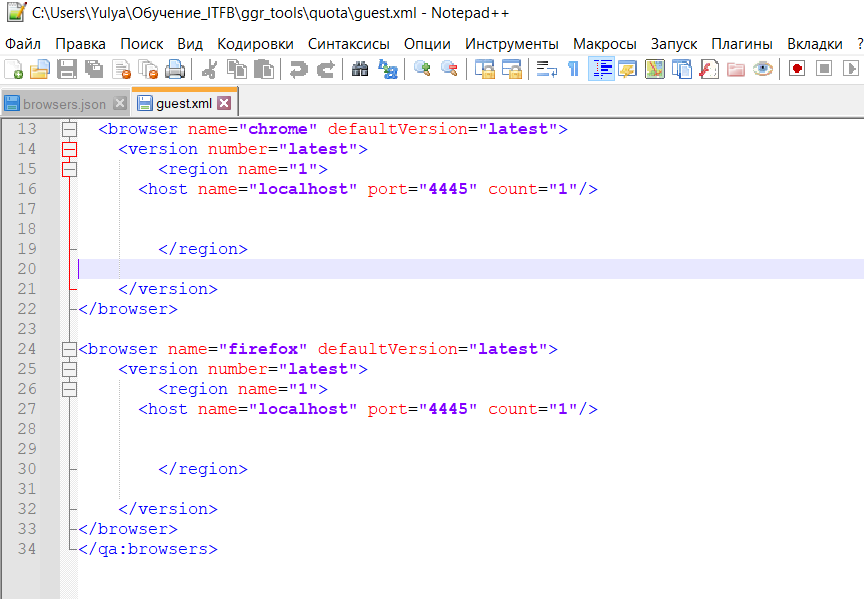 C:\Users\Yulya\Обучение_ITFB\ggr_tools\quota\guest.xml - Notepad++
Файл Правка Поиск Вид Кодировки Синтаксисы Опции Инструменты Макросы Запуск Плагины Вкладки ?
browsers.json guest.xml
13 <browser name="chrome" defaultVersion="latest">
14 <version number="latest">
15 <region name="1">
16 <host name="localhost" port="4445" count="1"/>
17
18
19 </region>
20
21 </version>
22 </browser>
23
24 <browser name="firefox" defaultVersion="latest">
25 <version number="latest">
26 <region name="1">
27 <host name="localhost" port="4445" count="1"/>
28
29
30 </region>
31
32 </version>
33 </browser>
34 </qa:browsers>